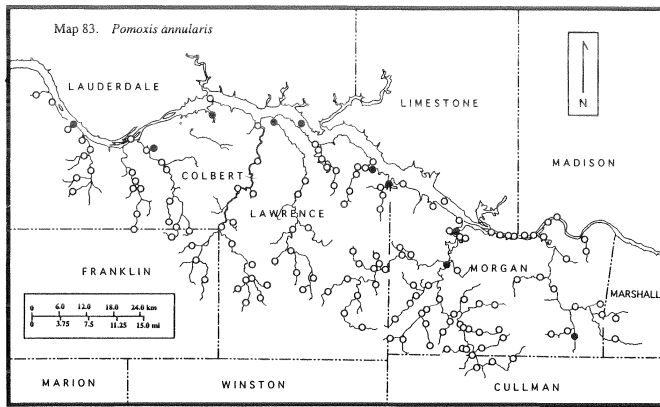 Map 83. Pomoxis annularis
LAUDERDALE
LIMESTONE
N
MADISON
COLBERT
LAWRENCE
FRANKLIN
MORGAN
MARSHALL
0 6.0 12.0 18.0 24.0 km
0 3.75 7.5 11.25 15.0 mi
MARION
WINSTON
CULLMAN